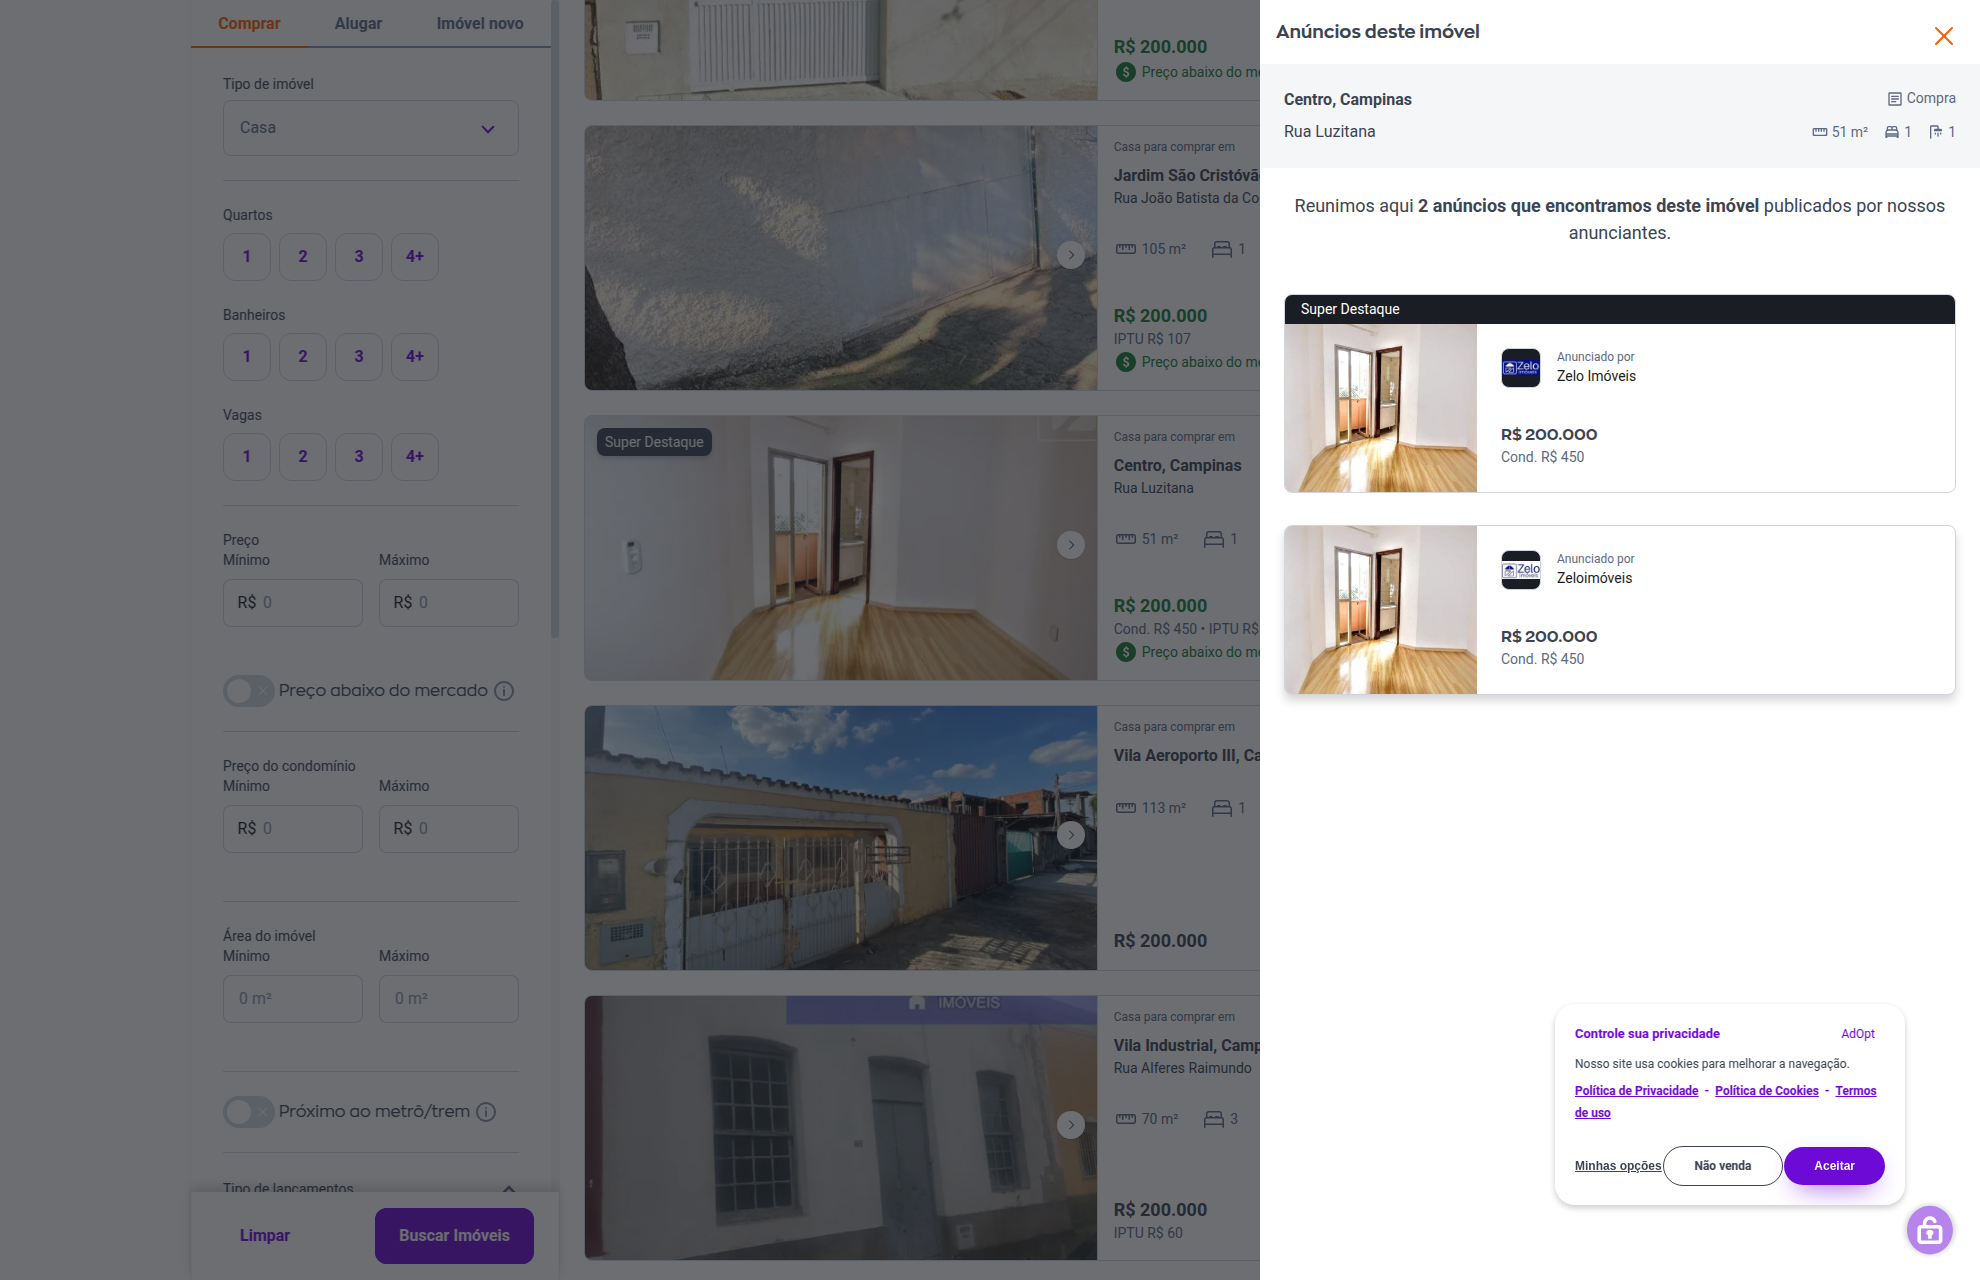 Comprar
Alugar
Imóvel novo
Tipo de imóvel
Casa
Quartos
1
2
3
4+
Banheiros
1
2
3
4+
Vagas
1
2
3
4+
Preço
Mínimo
Máximo
R$ 0
R$ 0
Preço abaixo do mercado
Preço do condomínio
Mínimo
Máximo
R$ 0
R$ 0
Área do imóvel
Mínimo
Máximo
0 m²
0 m²
Próximo ao metrô/trem
Tipo de lançamentos
Limpar
Buscar Imóveis
R$ 200.000
Preço abaixo do me
Casa para comprar em
Jardim São Cristóvã
Rua João Batista da Co
105 m²
1
R$ 200.000
IPTU R$ 107
Preço abaixo do me
Super Destaque
Casa para comprar em
Centro, Campinas
Rua Luzitana
51 m²
1
R$ 200.000
Cond. R$ 450 • IPTU R$
Preço abaixo do me
Casa para comprar em
Vila Aeroporto III, Ca
113 m²
1
R$ 200.000
IMÓVEIS
Casa para comprar em
Vila Industrial, Camp
Rua Alferes Raimundo
70 m²
3
R$ 200.000
IPTU R$ 60
Anúncios deste imóvel
Centro, Campinas
Compra
Rua Luzitana
51 m²
1
1
Reunimos aqui 2 anúncios que encontramos deste imóvel publicados por nossos
anunciantes.
Super Destaque
Zelo
imóveis
Anunciado por
Zelo Imóveis
R$ 200.000
Cond. R$ 450
Zelo
imóveis
Anunciado por
Zeloimóveis
R$ 200.000
Cond. R$ 450
Controle sua privacidade
AdOpt
Nosso site usa cookies para melhorar a navegação.
Política de Privacidade - Política de Cookies - Termos
de uso
Minhas opções
Não venda
Aceitar